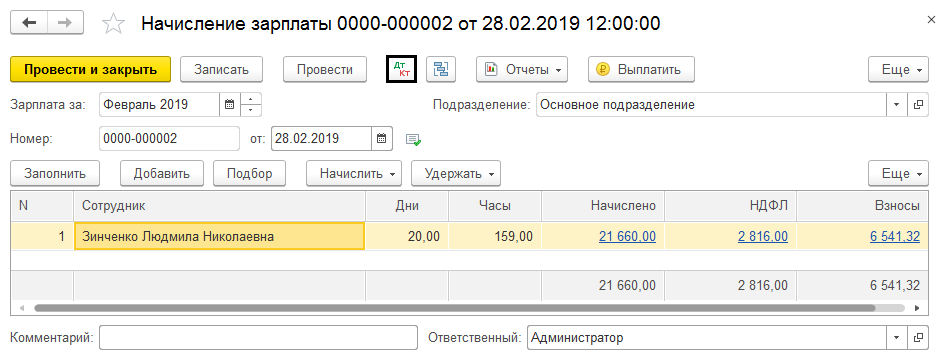 Начисление зарплаты 0000-000002 от 28.02.2019 12:00:00
Провести и закрыть Записать Провести Дт Кт Отчеты Выплатить Еще
Зарплата за: Февраль 2019 Подразделение: Основное подразделение
Номер: 0000-000002 от: 28.02.2019
Заполнить Добавить Подбор Начислить Удержать Еще
N Сотрудник Дни Часы Начислено НДФЛ Взносы
1 Зинченко Людмила Николаевна 20,00 159,00 21 660,00 2 816,00 6 541,32
21 660,00 2 816,00 6 541,32
Комментарий: Ответственный: Администратор